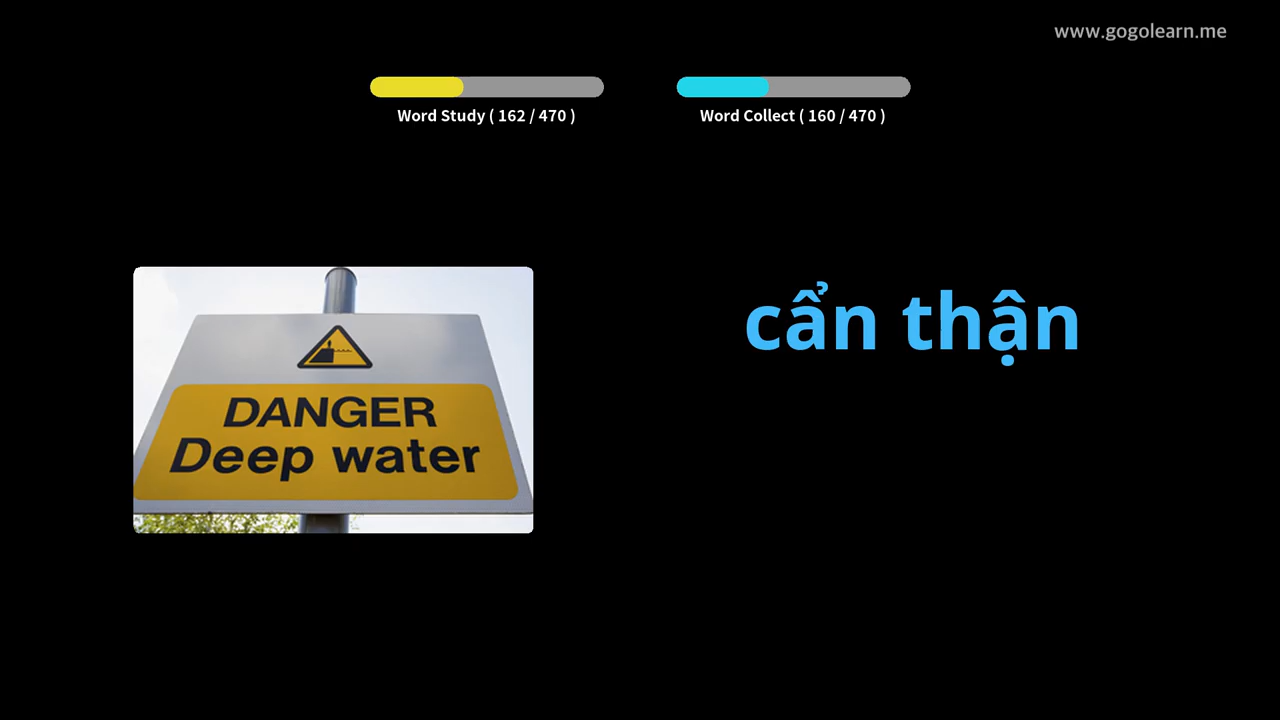 www.gogolearn.me
Word Study ( 162 / 470 )
Word Collect ( 160 / 470 )
cẩn thận
DANGER
Deep water